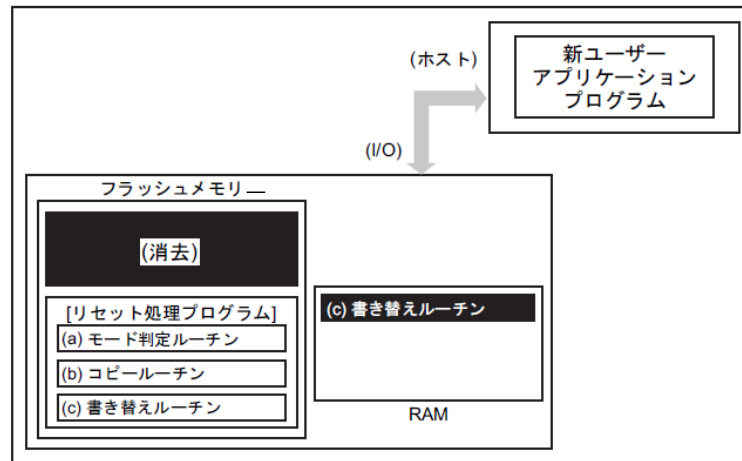 (ホスト)
新ユーザー
アプリケーション
プログラム
(I/O)
フラッシュメモリ
(消去)
[リセット処理プログラム]
(a) モード判定ルーチン
(b) コピールーチン
(c) 書き替えルーチン
(c) 書き替えルーチン
RAM